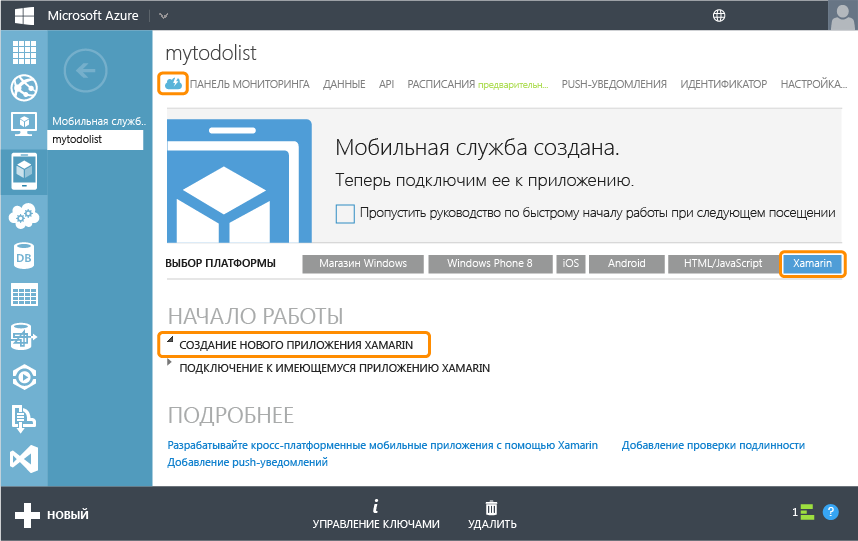 Microsoft Azure
mytodolist
ПАНЕЛЬ МОНИТОРИНГА ДАННЫЕ API РАСПИСАНИЯ предварительн... PUSH-УВЕДОМЛЕНИЯ ИДЕНТИФИКАТОР НАСТРОЙКА...
Мобильная служб..
mytodolist
DB
Мобильная служба создана.
Теперь подключим ее к приложению.
Пропустить руководство по быстрому началу работы при следующем посещении
ВЫБОР ПЛАТФОРМЫ Магазин Windows Windows Phone 8 iOS Android HTML/JavaScript Xamarin
НАЧАЛО РАБОТЫ
СОЗДАНИЕ НОВОГО ПРИЛОЖЕНИЯ XAMARIN
ПОДКЛЮЧЕНИЕ К ИМЕЮЩЕМУСЯ ПРИЛОЖЕНИЮ XAMARIN
ПОДРОБНЕЕ
Разрабатывайте кросс-платформенные мобильные приложения с помощью Xamarin Добавление проверки подлинности
Добавление push-уведомлений
НОВЫЙ
УПРАВЛЕНИЕ КЛЮЧАМИ УДАЛИТЬ
1 ?